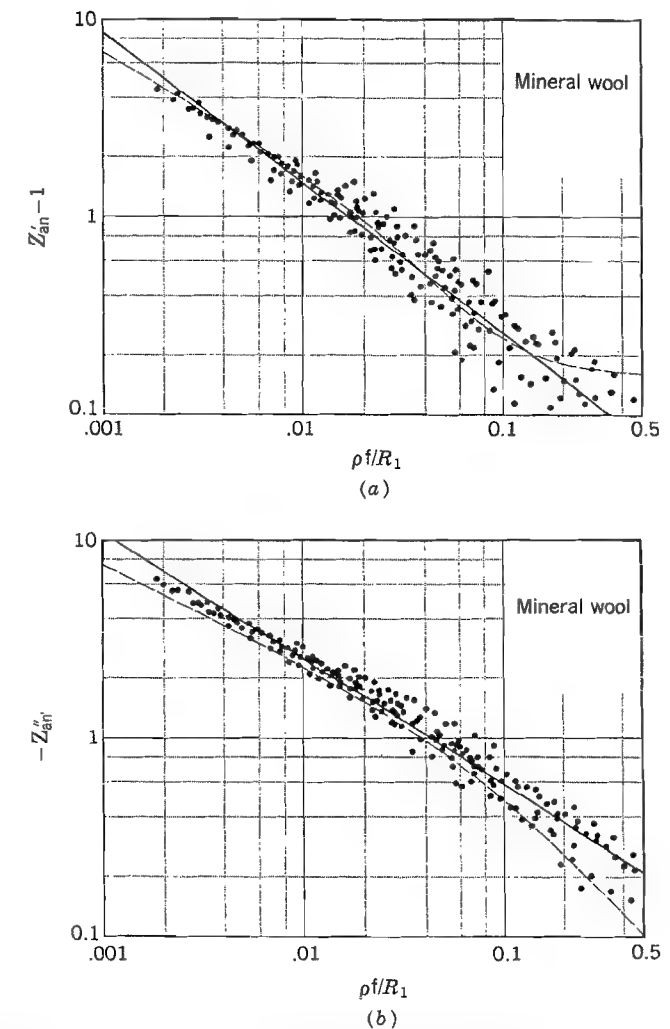 10
Mineral wool
Z'an – 1
1
0.1
.001
.01
0.1
0.5
ρf/R₁
(a)
10
Mineral wool
–Z"an'
1
0.1
.001
.01
0.1
0.5
ρf/R₁
(b)